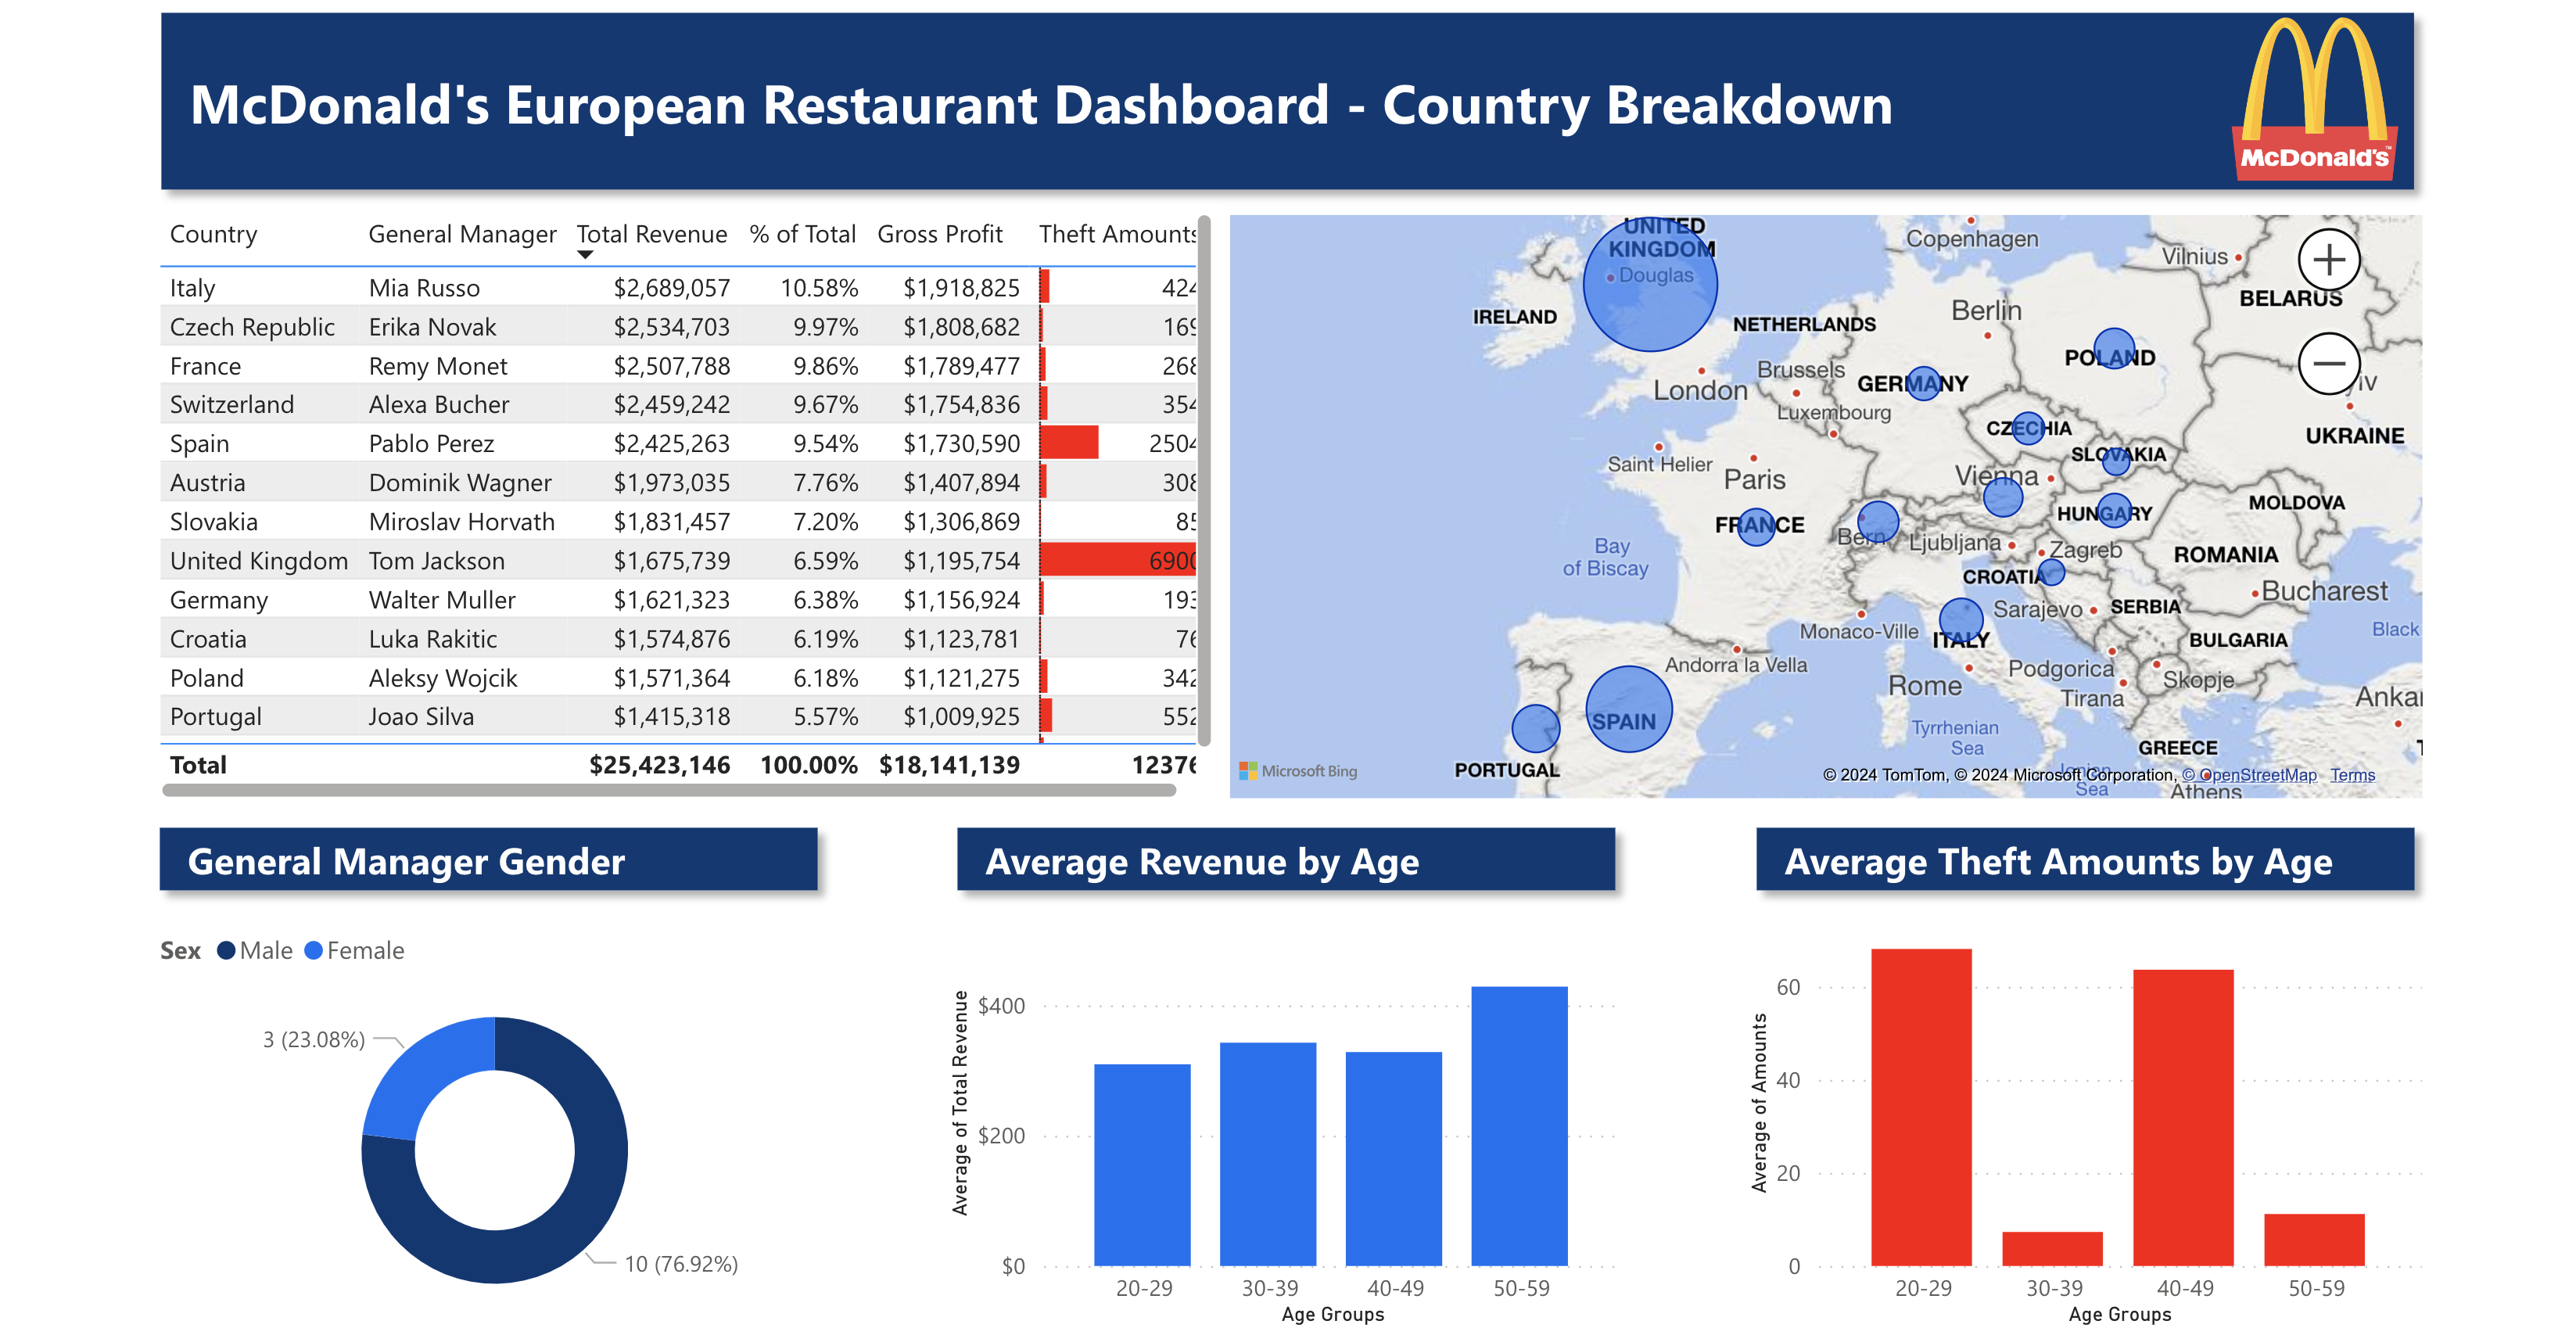 McDonald's European Restaurant Dashboard - Country Breakdown
McDonald's™
Country General Manager Total Revenue % of Total Gross Profit Theft Amounts
Italy Mia Russo $2,689,057 10.58% $1,918,825 424
Czech Republic Erika Novak $2,534,703 9.97% $1,808,682 169
France Remy Monet $2,507,788 9.86% $1,789,477 268
Switzerland Alexa Bucher $2,459,242 9.67% $1,754,836 354
Spain Pablo Perez $2,425,263 9.54% $1,730,590 2504
Austria Dominik Wagner $1,973,035 7.76% $1,407,894 308
Slovakia Miroslav Horvath $1,831,457 7.20% $1,306,869 85
United Kingdom Tom Jackson $1,675,739 6.59% $1,195,754 6900
Germany Walter Muller $1,621,323 6.38% $1,156,924 193
Croatia Luka Rakitic $1,574,876 6.19% $1,123,781 76
Poland Aleksy Wojcik $1,571,364 6.18% $1,121,275 342
Portugal Joao Silva $1,415,318 5.57% $1,009,925 552
Total $25,423,146 100.00% $18,141,139 12376
UNITED
KINGDOM
Douglas
Copenhagen
Vilnius
BELARUS
IRELAND
NETHERLANDS
Berlin
POLAND
Brussels
London
GERMANY
Luxembourg
CZECHIA
UKRAINE
SLOVAKIA
Saint Helier
Paris
Vienna
MOLDOVA
HUNGARY
FRANCE
Bern
Ljubljana
Zagreb
ROMANIA
Bay
of Biscay
CROATIA
Bucharest
Sarajevo
SERBIA
Monaco-Ville
ITALY
BULGARIA
Black
Andorra la Vella
Podgorica
Skopje
Rome
Tirana
Ankar
SPAIN
Tyrrhenian
Sea
GREECE
PORTUGAL
Microsoft Bing
© 2024 TomTom, © 2024 Microsoft Corporation, © OpenStreetMap Terms
Ionian
Sea
Athens
General Manager Gender
Sex Male Female
3 (23.08%)
10 (76.92%)
Average Revenue by Age
Average of Total Revenue
$400
$200
$0
20-29 30-39 40-49 50-59
Age Groups
Average Theft Amounts by Age
Average of Amounts
60
40
20
0
20-29 30-39 40-49 50-59
Age Groups